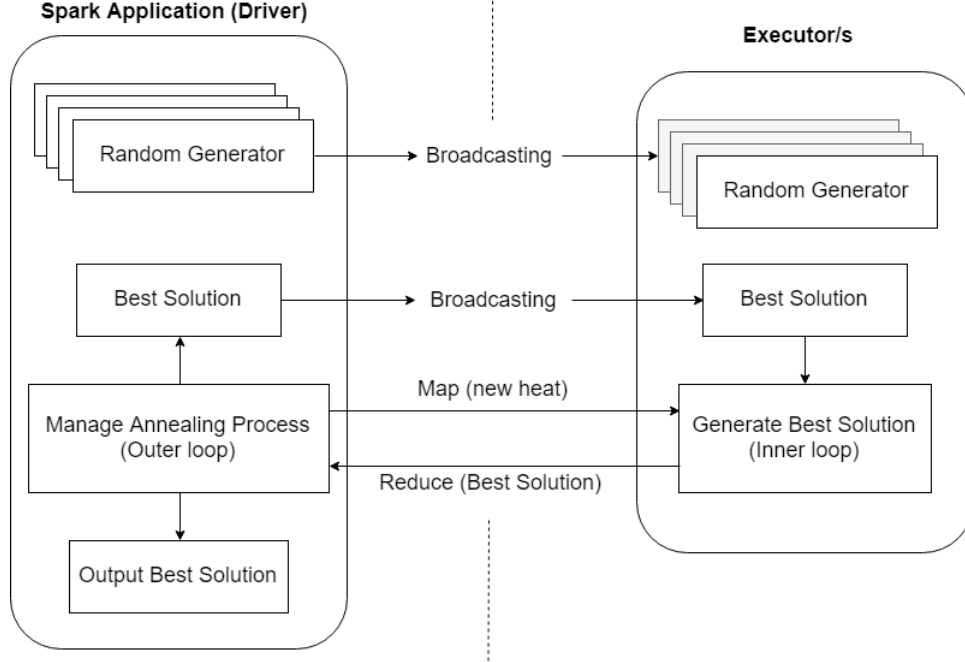 Spark Application (Driver)
Executor/s
Random Generator
Broadcasting
Random Generator
Best Solution
Broadcasting
Best Solution
Manage Annealing Process
(Outer loop)
Map (new heat)
Generate Best Solution
(Inner loop)
Reduce (Best Solution)
Output Best Solution